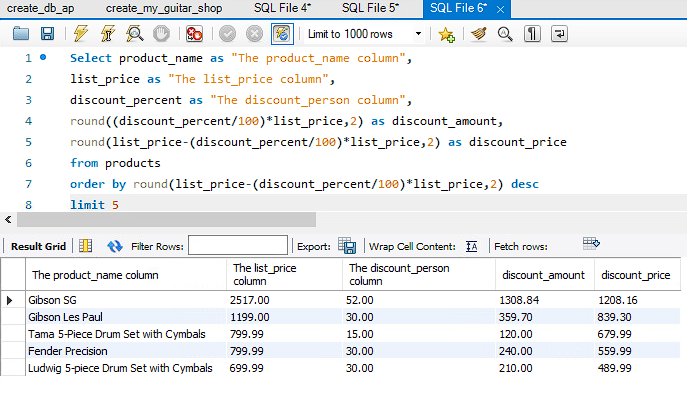 create_db_ap create_my_guitar_shop SQL File 4* SQL File 5* SQL File 6*
Limit to 1000 rows
1 Select product_name as "The product_name column",
2 list_price as "The list_price column",
3 discount_percent as "The discount_person column",
4 round((discount_percent/100)*list_price,2) as discount_amount,
5 round(list_price-(discount_percent/100)*list_price,2) as discount_price
6 from products
7 order by round(list_price-(discount_percent/100)*list_price,2) desc
8 limit 5
Result Grid Filter Rows: Export: Wrap Cell Content: Fetch rows:
The product_name column The list_price column The discount_person column discount_amount discount_price
Gibson SG 2517.00 52.00 1308.84 1208.16
Gibson Les Paul 1199.00 30.00 359.70 839.30
Tama 5-Piece Drum Set with Cymbals 799.99 15.00 120.00 679.99
Fender Precision 799.99 30.00 240.00 559.99
Ludwig 5-piece Drum Set with Cymbals 699.99 30.00 210.00 489.99